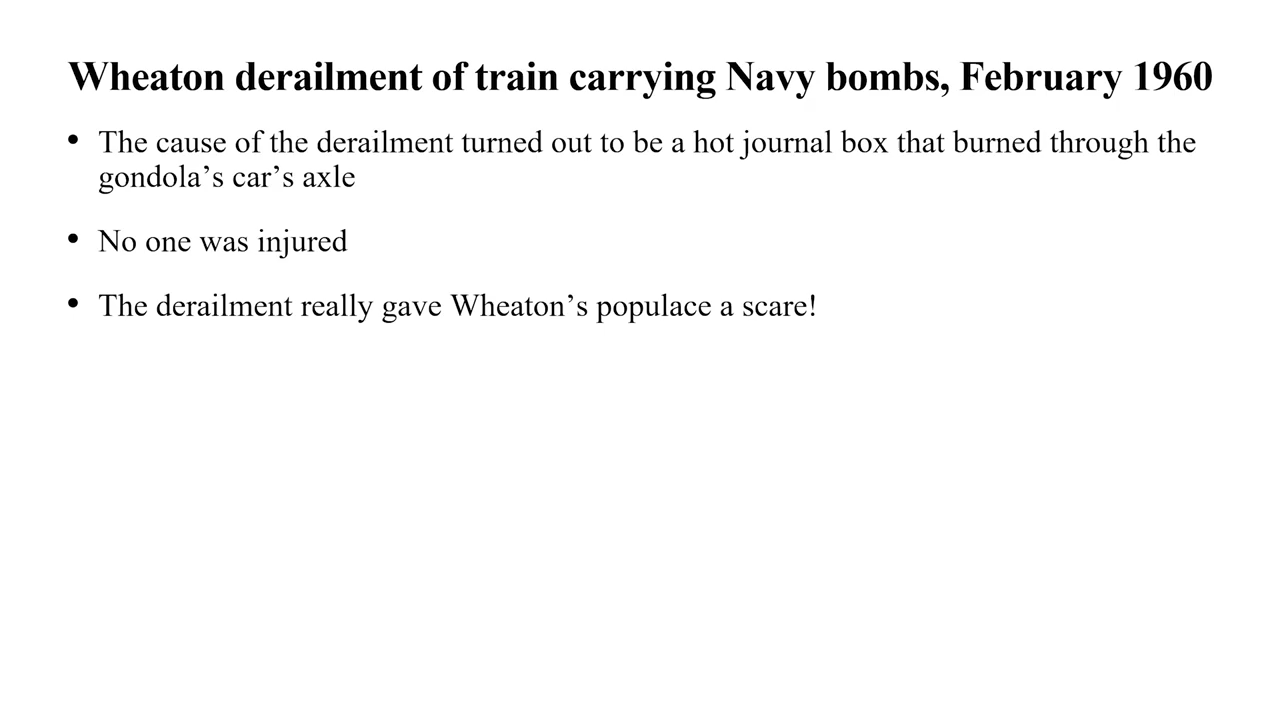 Wheaton derailment of train carrying Navy bombs, February 1960
• The cause of the derailment turned out to be a hot journal box that burned through the
gondola’s car’s axle
• No one was injured
• The derailment really gave Wheaton’s populace a scare!